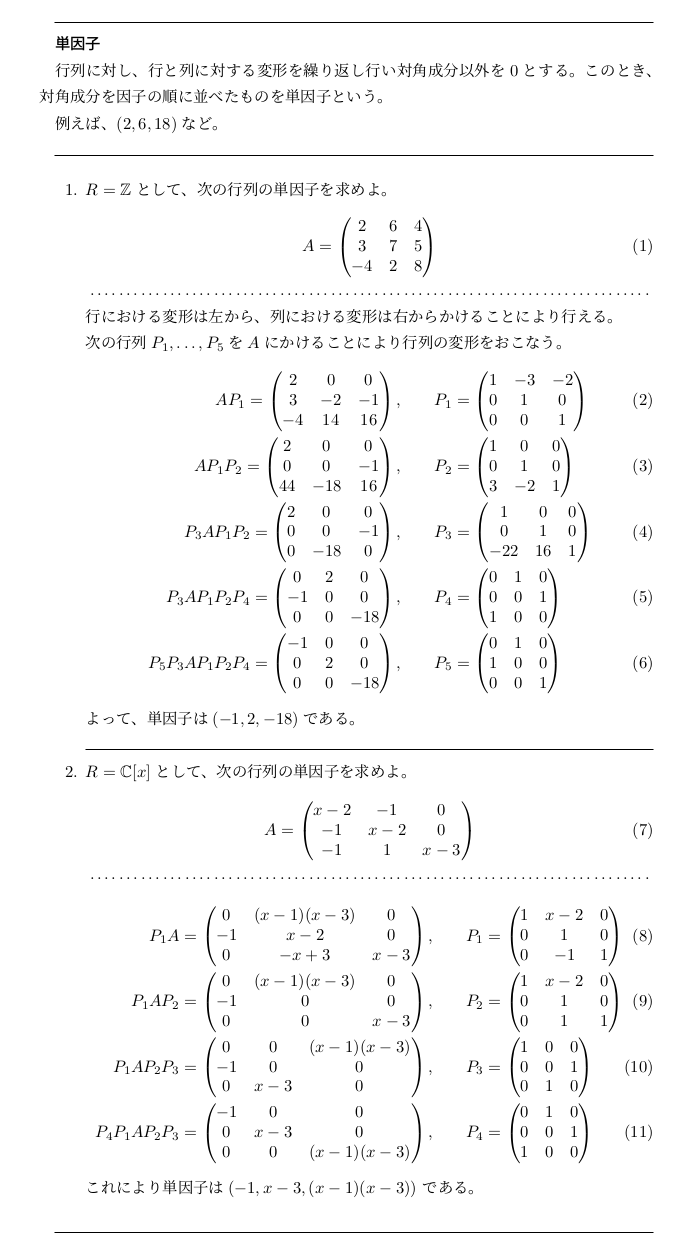 単因子
行列に対し、行と列に対する変形を繰り返し行い対角成分以外を 0 とする。このとき、
対角成分を因子の順に並べたものを単因子という。
例えば、(2, 6, 18) など。
1. R = ℤ として、次の行列の単因子を求めよ。
A = \begin{pmatrix} 2 & 6 & 4 \\ 3 & 7 & 5 \\ -4 & 2 & 8 \end{pmatrix} (1)
行における変形は左から、列における変形は右からかけることにより行える。
次の行列 P_1, . . . , P_5 を A にかけることにより行列の変形をおこなう。
AP_1 = \begin{pmatrix} 2 & 0 & 0 \\ 3 & -2 & -1 \\ -4 & 14 & 16 \end{pmatrix}, P_1 = \begin{pmatrix} 1 & -3 & -2 \\ 0 & 1 & 0 \\ 0 & 0 & 1 \end{pmatrix} (2)
AP_1P_2 = \begin{pmatrix} 2 & 0 & 0 \\ 0 & 0 & -1 \\ 44 & -18 & 16 \end{pmatrix}, P_2 = \begin{pmatrix} 1 & 0 & 0 \\ 0 & 1 & 0 \\ 3 & -2 & 1 \end{pmatrix} (3)
P_3AP_1P_2 = \begin{pmatrix} 2 & 0 & 0 \\ 0 & 0 & -1 \\ 0 & -18 & 0 \end{pmatrix}, P_3 = \begin{pmatrix} 1 & 0 & 0 \\ 0 & 1 & 0 \\ -22 & 16 & 1 \end{pmatrix} (4)
P_3AP_1P_2P_4 = \begin{pmatrix} 0 & 2 & 0 \\ -1 & 0 & 0 \\ 0 & 0 & -18 \end{pmatrix}, P_4 = \begin{pmatrix} 0 & 1 & 0 \\ 0 & 0 & 1 \\ 1 & 0 & 0 \end{pmatrix} (5)
P_5P_3AP_1P_2P_4 = \begin{pmatrix} -1 & 0 & 0 \\ 0 & 2 & 0 \\ 0 & 0 & -18 \end{pmatrix}, P_5 = \begin{pmatrix} 0 & 1 & 0 \\ 1 & 0 & 0 \\ 0 & 0 & 1 \end{pmatrix} (6)
よって、単因子は (−1, 2, −18) である。
2. R = ℂ[x] として、次の行列の単因子を求めよ。
A = \begin{pmatrix} x-2 & -1 & 0 \\ -1 & x-2 & 0 \\ -1 & 1 & x-3 \end{pmatrix} (7)
P_1A = \begin{pmatrix} 0 & (x-1)(x-3) & 0 \\ -1 & x-2 & 0 \\ 0 & -x+3 & x-3 \end{pmatrix}, P_1 = \begin{pmatrix} 1 & x-2 & 0 \\ 0 & 1 & 0 \\ 0 & -1 & 1 \end{pmatrix} (8)
P_1AP_2 = \begin{pmatrix} 0 & (x-1)(x-3) & 0 \\ -1 & 0 & 0 \\ 0 & 0 & x-3 \end{pmatrix}, P_2 = \begin{pmatrix} 1 & x-2 & 0 \\ 0 & 1 & 0 \\ 0 & 1 & 1 \end{pmatrix} (9)
P_1AP_2P_3 = \begin{pmatrix} 0 & 0 & (x-1)(x-3) \\ -1 & 0 & 0 \\ 0 & x-3 & 0 \end{pmatrix}, P_3 = \begin{pmatrix} 1 & 0 & 0 \\ 0 & 0 & 1 \\ 0 & 1 & 0 \end{pmatrix} (10)
P_4P_1AP_2P_3 = \begin{pmatrix} -1 & 0 & 0 \\ 0 & x-3 & 0 \\ 0 & 0 & (x-1)(x-3) \end{pmatrix}, P_4 = \begin{pmatrix} 0 & 1 & 0 \\ 0 & 0 & 1 \\ 1 & 0 & 0 \end{pmatrix} (11)
これにより単因子は (−1, x − 3, (x − 1)(x − 3)) である。